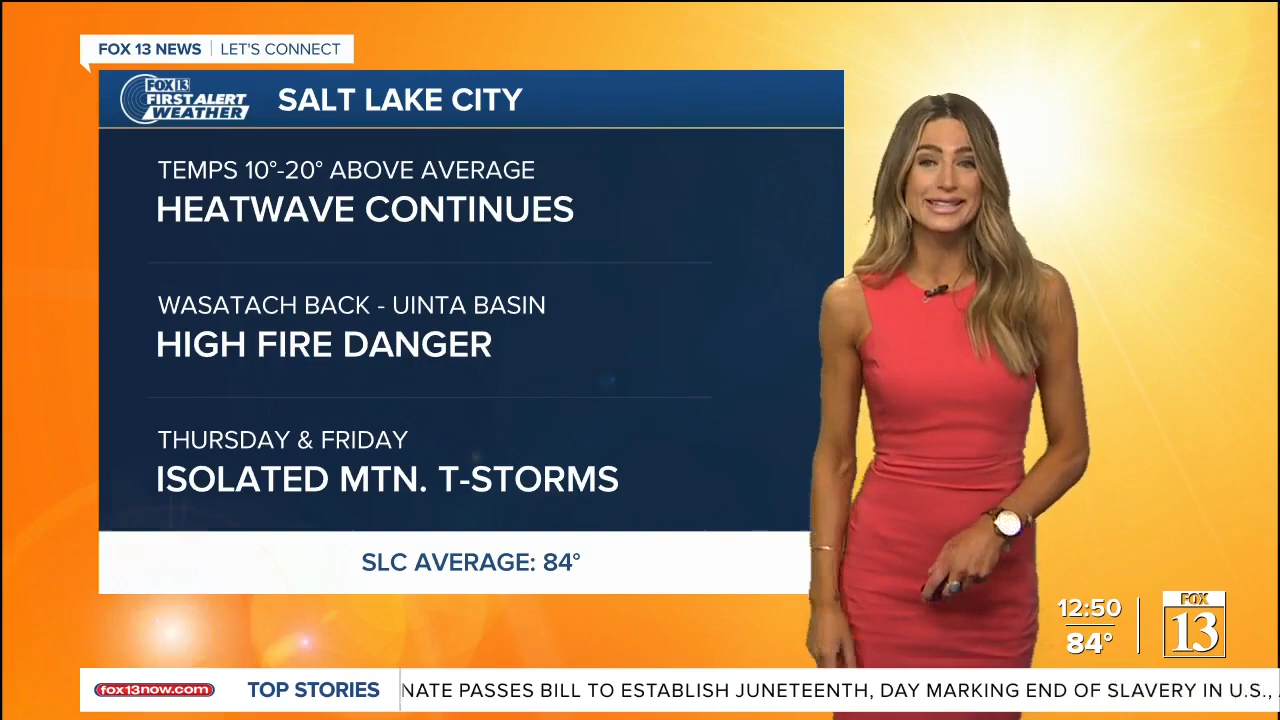 FOX 13 NEWS | LET'S CONNECT
FOX 13
FIRST ALERT
WEATHER
SALT LAKE CITY
TEMPS 10°-20° ABOVE AVERAGE
HEATWAVE CONTINUES
WASATACH BACK - UINTA BASIN
HIGH FIRE DANGER
THURSDAY & FRIDAY
ISOLATED MTN. T-STORMS
SLC AVERAGE: 84°
12:50
84°
FOX
13
fox13now.com
TOP STORIES
NATE PASSES BILL TO ESTABLISH JUNETEENTH, DAY MARKING END OF SLAVERY IN U.S.,